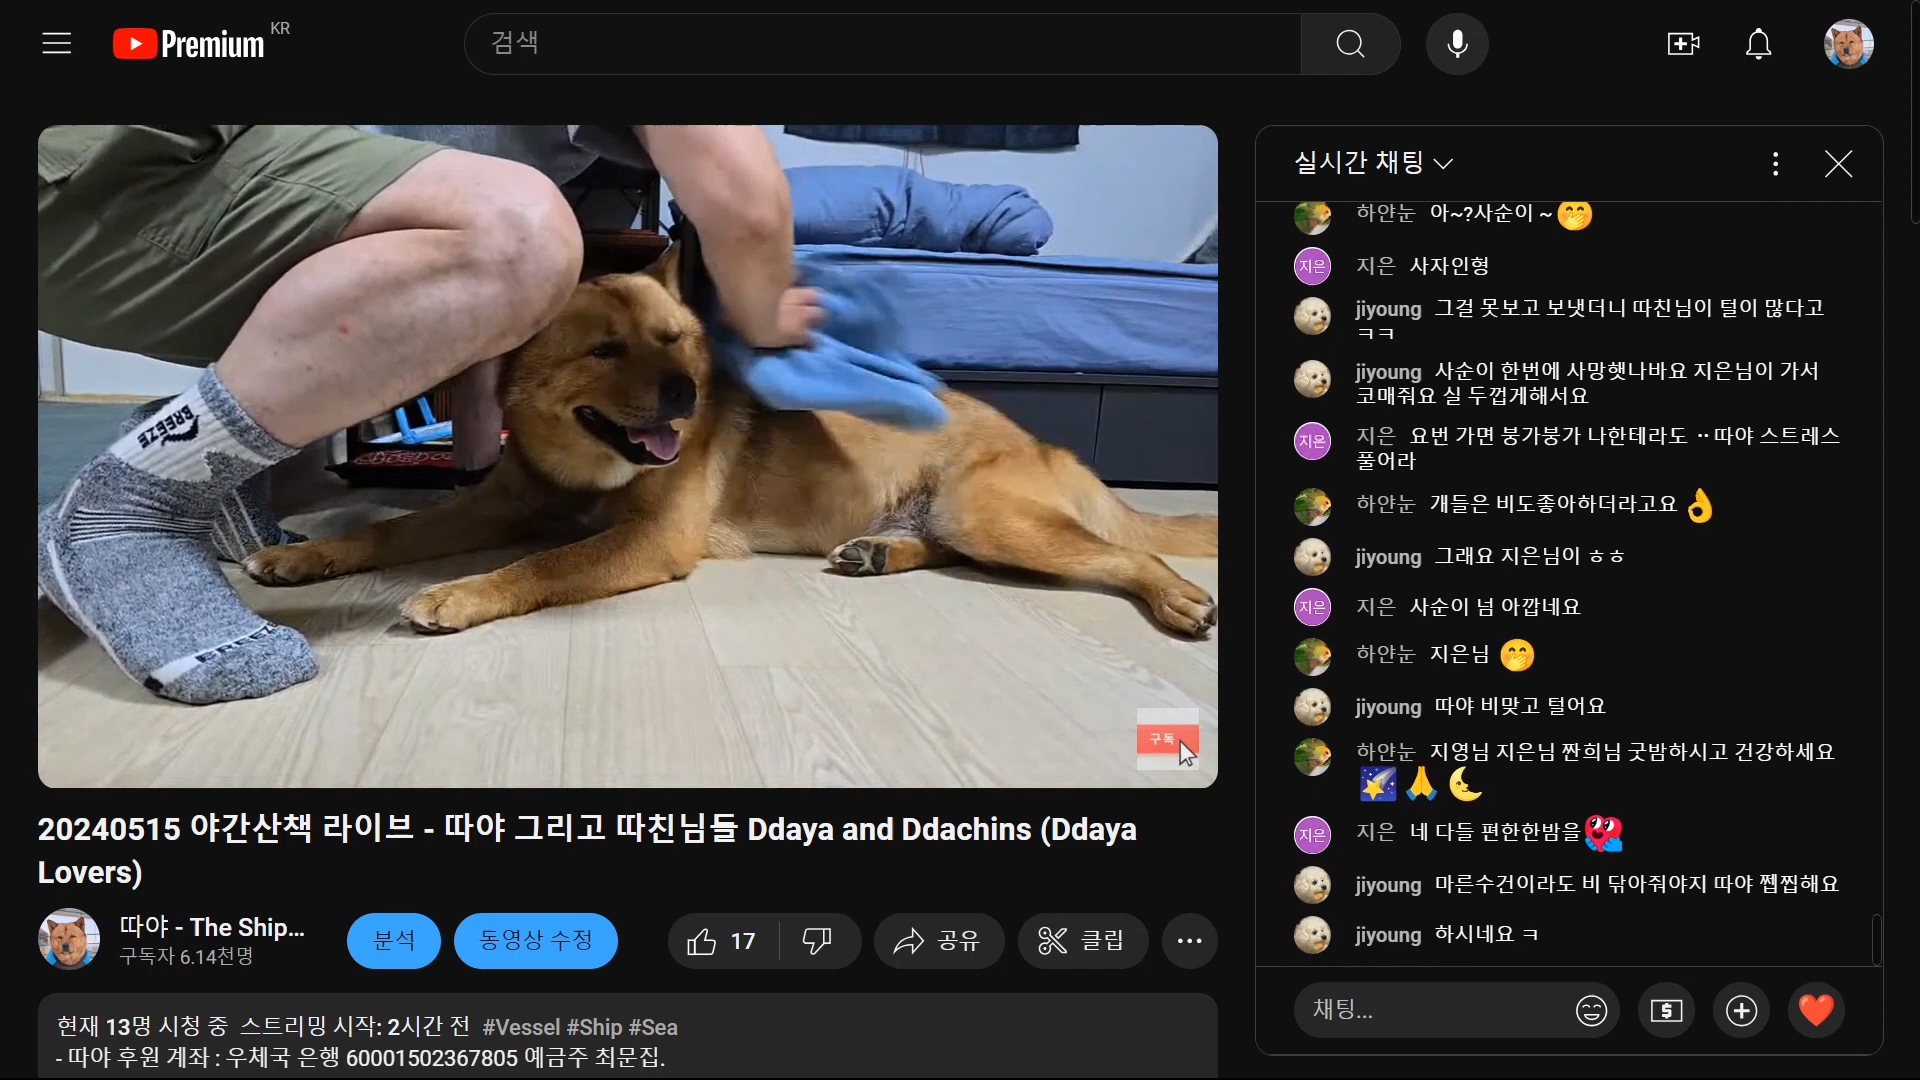 Premium KR
검색
BREEZE
구독
20240515 야간산책 라이브 - 따야 그리고 따친님들 Ddaya and Ddachins (Ddaya
Lovers)
따야 - The Ship...
구독자 6.14천명
분석
동영상 수정
17
공유
클립
현재 13명 시청 중 스트리밍 시작: 2시간 전 #Vessel #Ship #Sea
- 따야 후원 계좌 : 우체국 은행 60001502367805 예금주 최문집.
실시간 채팅
하얀눈 아~?사순이 ~
지은 지은 사자인형
jiyoung 그걸 못보고 보냇더니 따친님이 털이 많다고
ㅋㅋ
jiyoung 사순이 한번에 사망햇나바요 지은님이 가서
코매줘요 실 두껍게해서요
지은 지은 요번 가면 붕가붕가 나한테라도 ··따야 스트레스
풀어라
하얀눈 개들은 비도좋아하더라고요
jiyoung 그래요 지은님이 ㅎㅎ
지은 지은 사순이 넘 아깝네요
하얀눈 지은님
jiyoung 따야 비맞고 털어요
하얀눈 지영님 지은님 짠희님 굿밤하시고 건강하세요
지은 지은 네 다들 편한한밤을
jiyoung 마른수건이라도 비 닦아줘야지 따야 찝찝해요
jiyoung 하시네요 ㅋ
채팅...